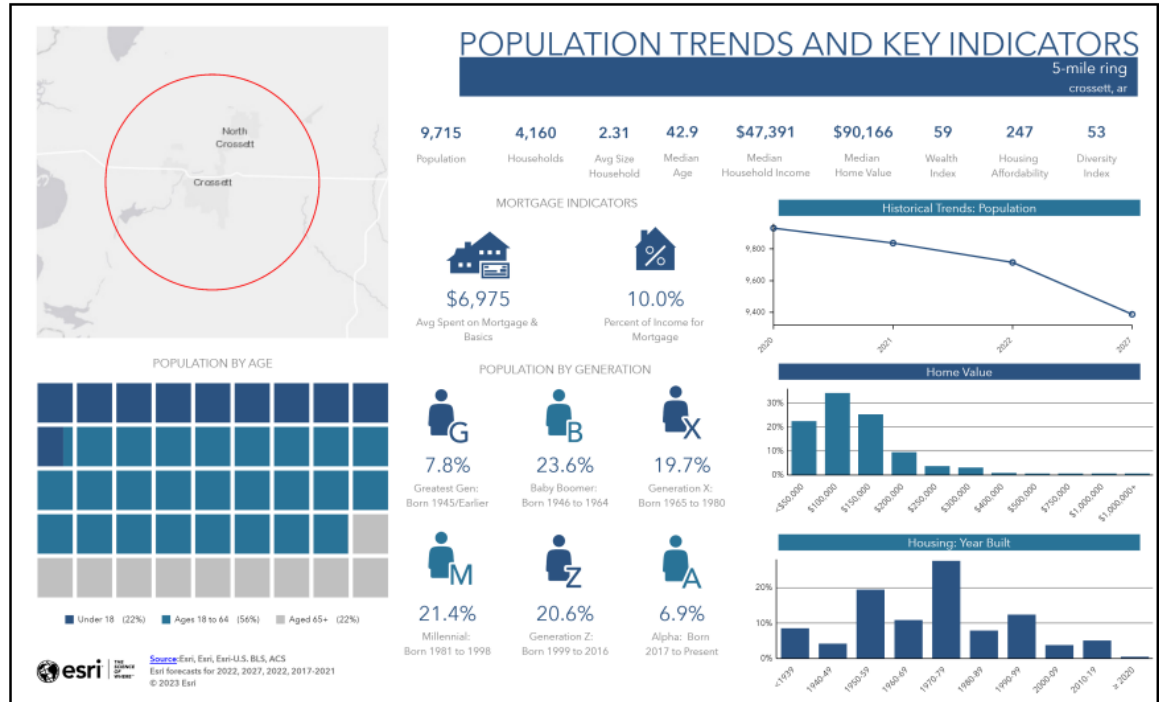 POPULATION TRENDS AND KEY INDICATORS
5-mile ring
crossett, ar
North
Crossett
Crossett
9,715
Population
4,160
Households
2.31
Avg Size
Household
42.9
Median
Age
$47,391
Median
Household Income
$90,166
Median
Home Value
59
Wealth
Index
247
Housing
Affordability
53
Diversity
Index
MORTGAGE INDICATORS
$6,975
Avg Spent on Mortgage &
Basics
10.0%
Percent of Income for
Mortgage
Historical Trends: Population
9,800
9,600
9,400
2020
2021
2022
2027
POPULATION BY AGE
Under 18 (22%)
Ages 18 to 64 (56%)
Aged 65+ (22%)
POPULATION BY GENERATION
G
7.8%
Greatest Gen:
Born 1945/Earlier
B
23.6%
Baby Boomer:
Born 1946 to 1964
X
19.7%
Generation X:
Born 1965 to 1980
M
21.4%
Millennial:
Born 1981 to 1998
Z
20.6%
Generation Z:
Born 1999 to 2016
A
6.9%
Alpha: Born
2017 to Present
Home Value
30%
20%
10%
0%
<$50,000
$100,000
$150,000
$200,000
$250,000
$300,000
$400,000
$500,000
$750,000
$1,000,000
$1,000,000+
Housing: Year Built
20%
10%
0%
<1939
1940-49
1950-59
1960-69
1970-79
1980-89
1990-99
2000-09
2010-19
≥ 2020
esri
THE
SCIENCE
OF
WHERE™
Source:Esri, Esri, Esri-U.S. BLS, ACS
Esri forecasts for 2022, 2027, 2022, 2017-2021
© 2023 Esri